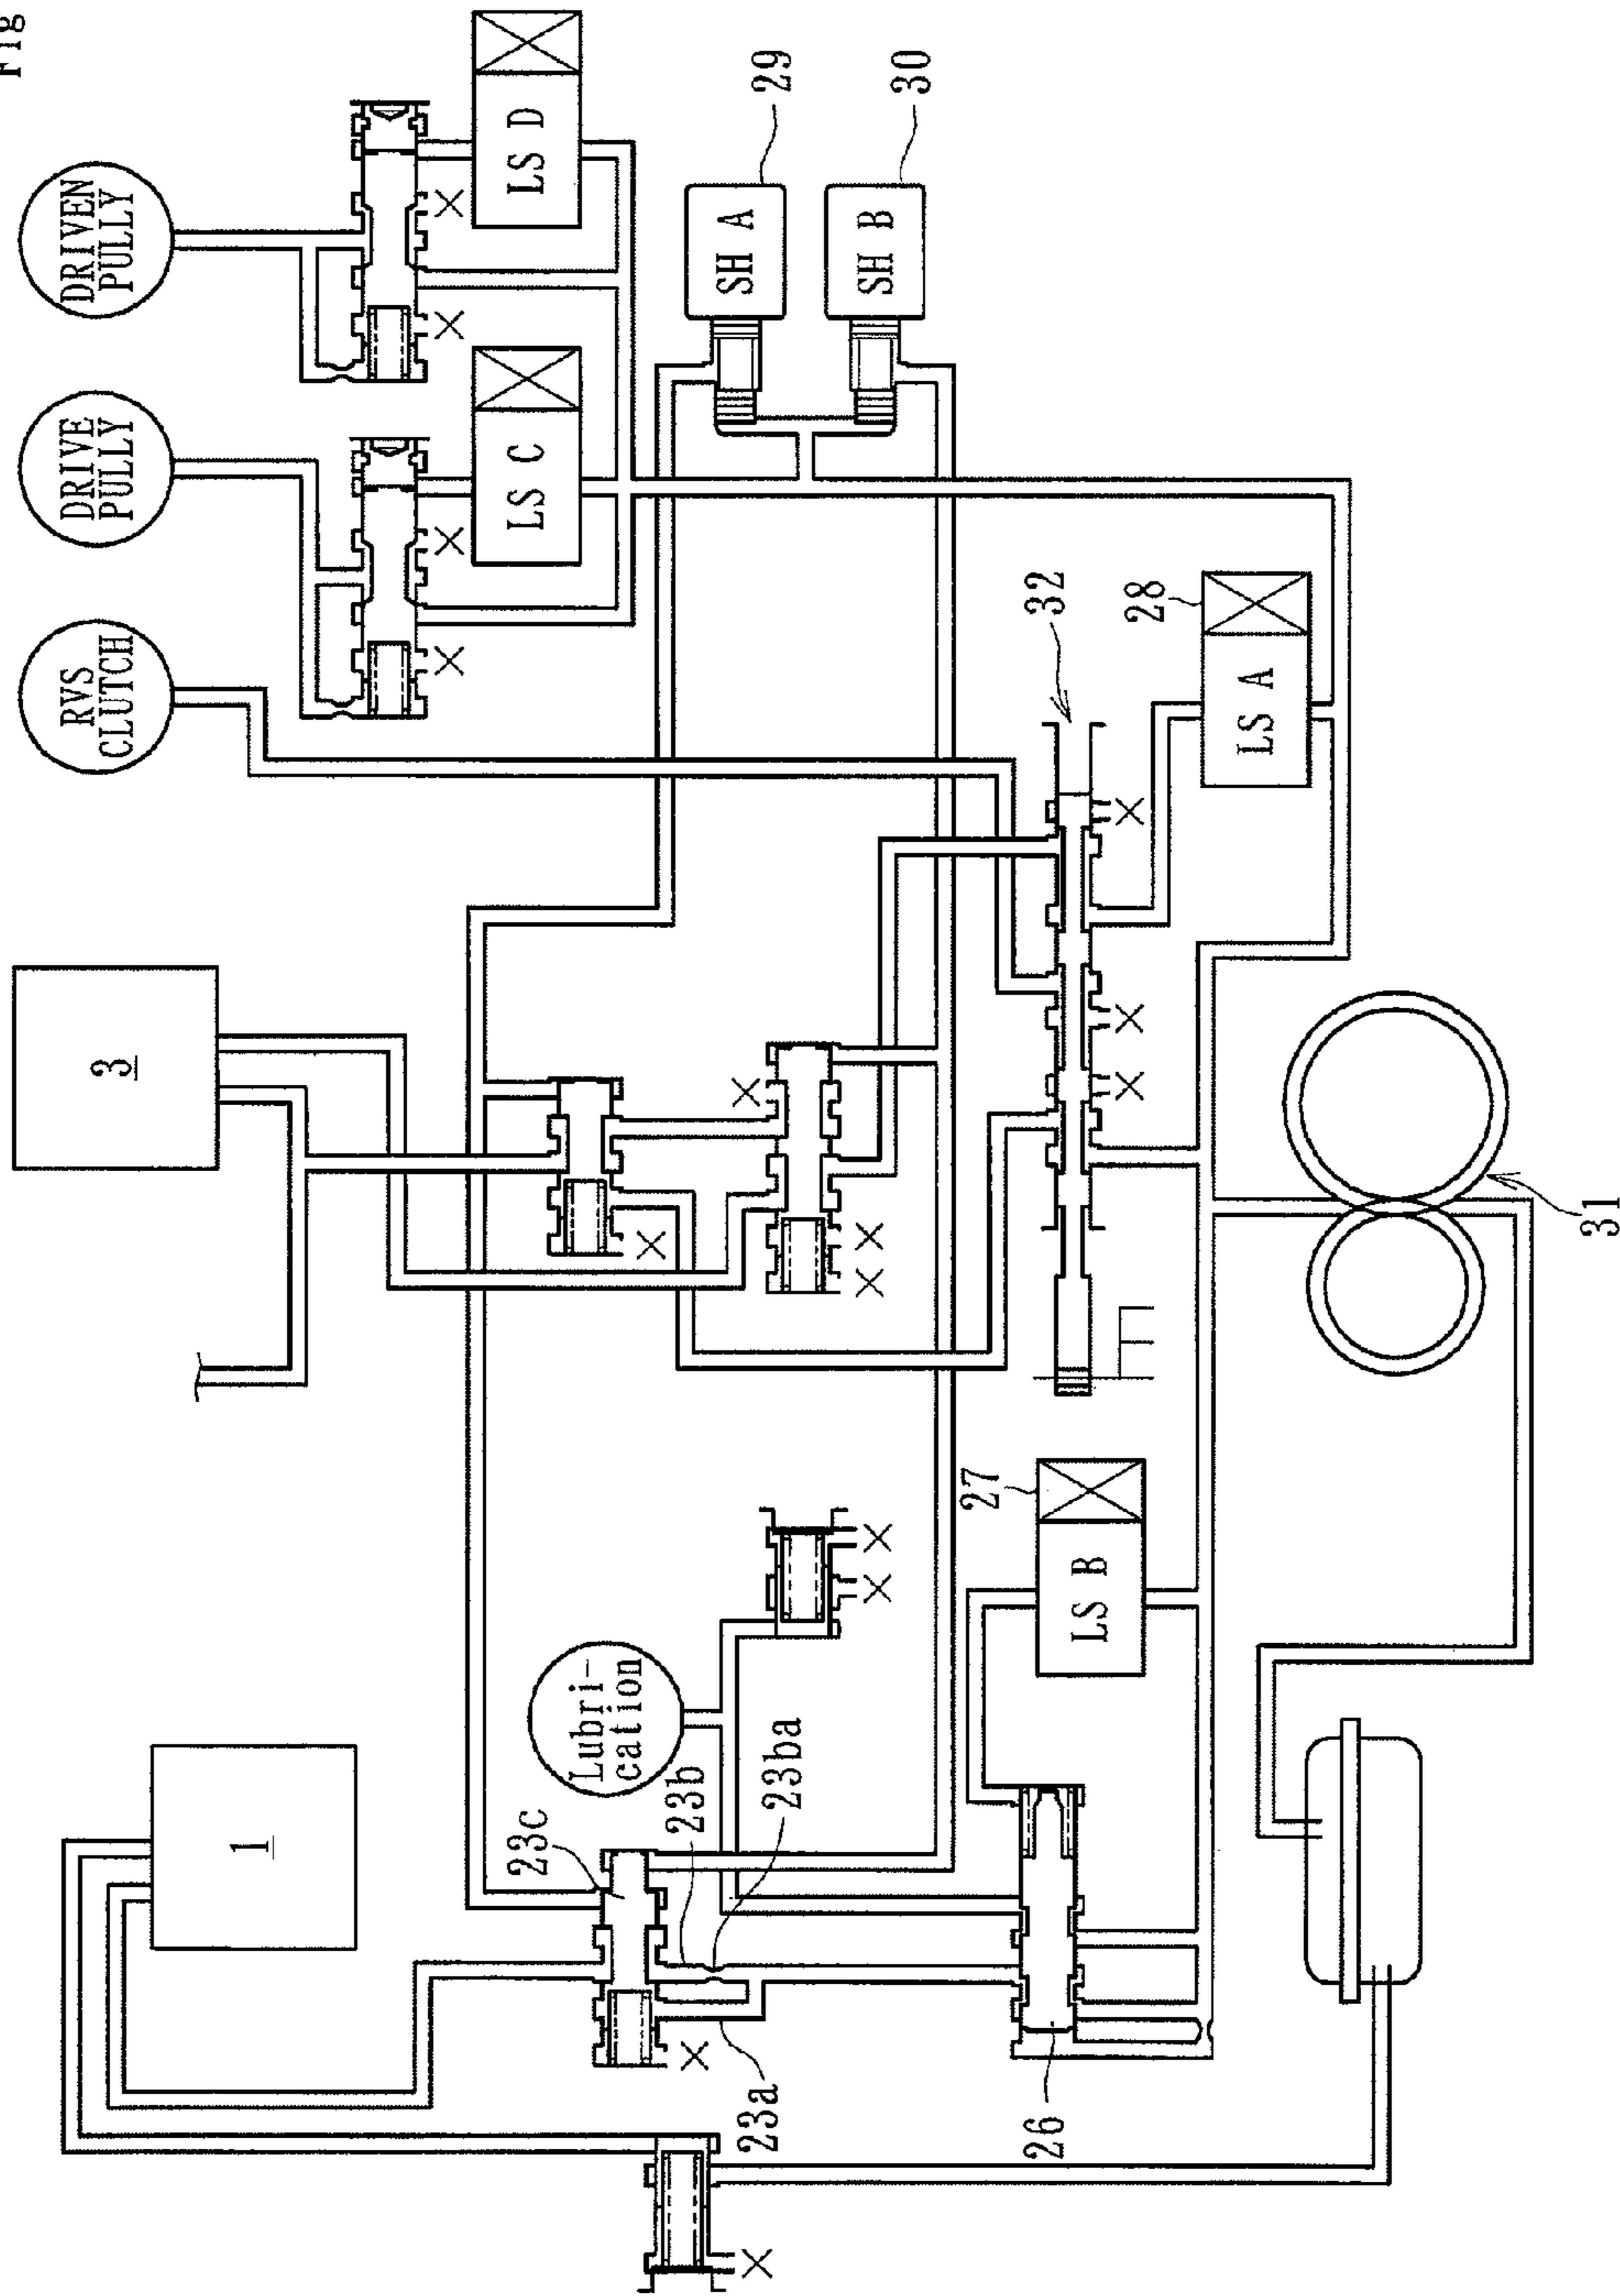 Fig
1
3
RVS
CLUTCH
DRIVE
PULLY
DRIVEN
PULLY
LS C
LS D
23c
Lubri-
cation
23b
23a
23ba
SH A
29
SH B
30
26
27
LS B
32
28
LS A
31